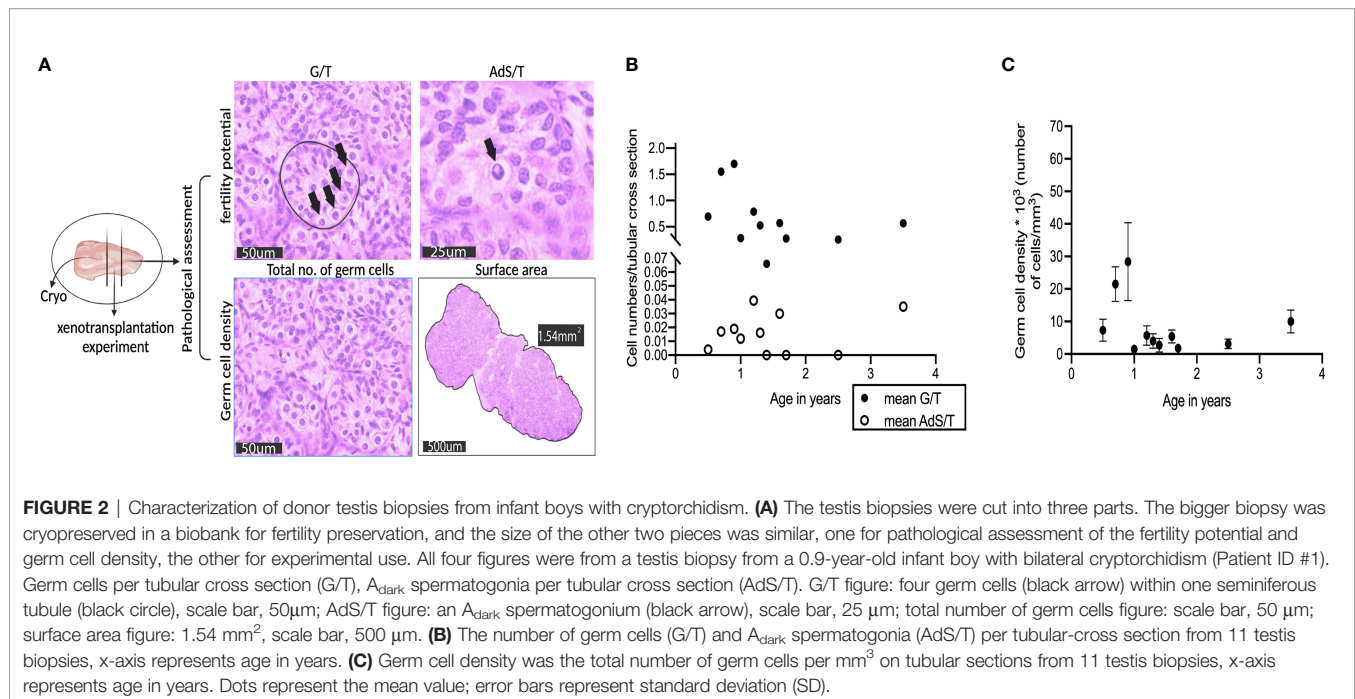 A
G/T
AdS/T
fertility potential
50um
25um
Pathological assessment
Cryo
xenotransplantation
experiment
Total no. of germ cells
Surface area
Germ cell density
50um
1.54mm²
500um
B
Cell numbers/tubular cross section
2.0
1.5
1.0
0.5
0.07
0.06
0.05
0.04
0.03
0.02
0.01
0.00
0
1
2
3
4
Age in years
mean G/T
mean AdS/T
C
Germ cell density * 10³ (number
of cells/mm³)
70
60
50
40
30
20
10
0
0
1
2
3
4
Age in years
FIGURE 2 | Characterization of donor testis biopsies from infant boys with cryptorchidism. (A) The testis biopsies were cut into three parts. The bigger biopsy was
cryopreserved in a biobank for fertility preservation, and the size of the other two pieces was similar, one for pathological assessment of the fertility potential and
germ cell density, the other for experimental use. All four figures were from a testis biopsy from a 0.9-year-old infant boy with bilateral cryptorchidism (Patient ID #1).
Germ cells per tubular cross section (G/T), Adark spermatogonia per tubular cross section (AdS/T). G/T figure: four germ cells (black arrow) within one seminiferous
tubule (black circle), scale bar, 50μm; AdS/T figure: an Adark spermatogonium (black arrow), scale bar, 25 μm; total number of germ cells figure: scale bar, 50 μm;
surface area figure: 1.54 mm², scale bar, 500 μm. (B) The number of germ cells (G/T) and Adark spermatogonia (AdS/T) per tubular-cross section from 11 testis
biopsies, x-axis represents age in years. (C) Germ cell density was the total number of germ cells per mm³ on tubular sections from 11 testis biopsies, x-axis
represents age in years. Dots represent the mean value; error bars represent standard deviation (SD).